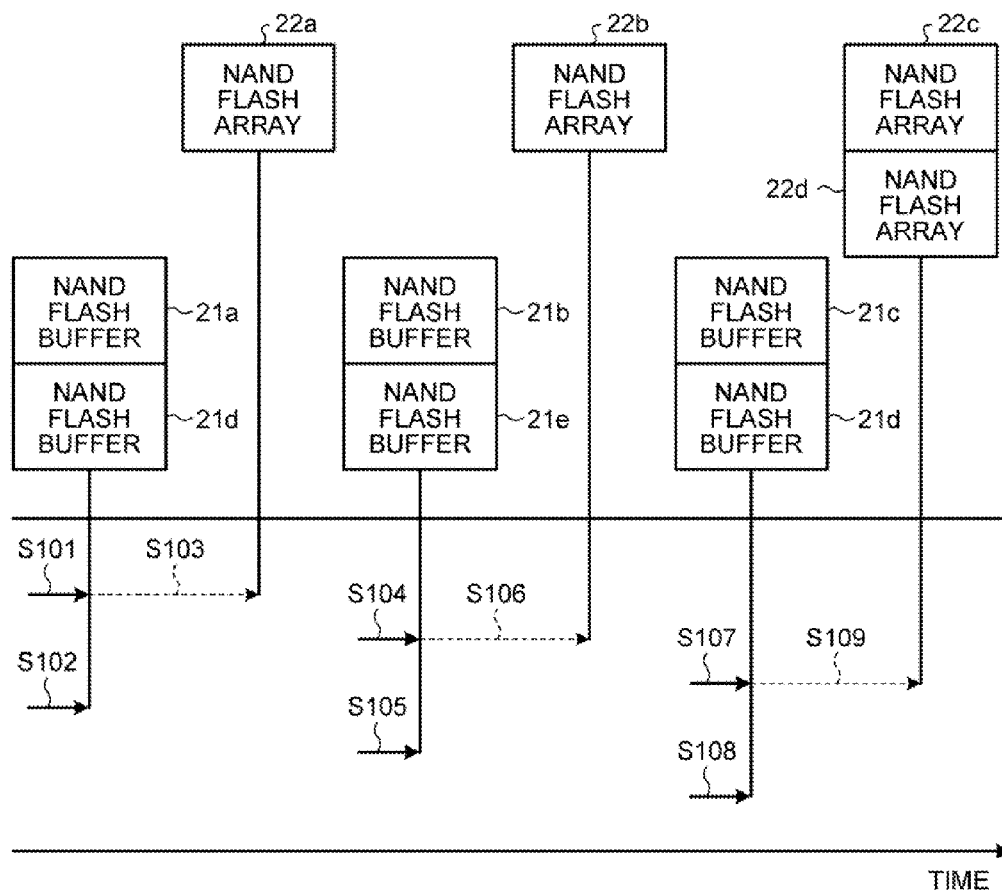 22a
22b
22c
NAND
FLASH
ARRAY
NAND
FLASH
ARRAY
NAND
FLASH
ARRAY
22d
NAND
FLASH
ARRAY
NAND
FLASH
BUFFER
21a
NAND
FLASH
BUFFER
21b
NAND
FLASH
BUFFER
21c
NAND
FLASH
BUFFER
21d
NAND
FLASH
BUFFER
21e
NAND
FLASH
BUFFER
21d
S101
S103
S104
S106
S107
S109
S102
S105
S108
TIME